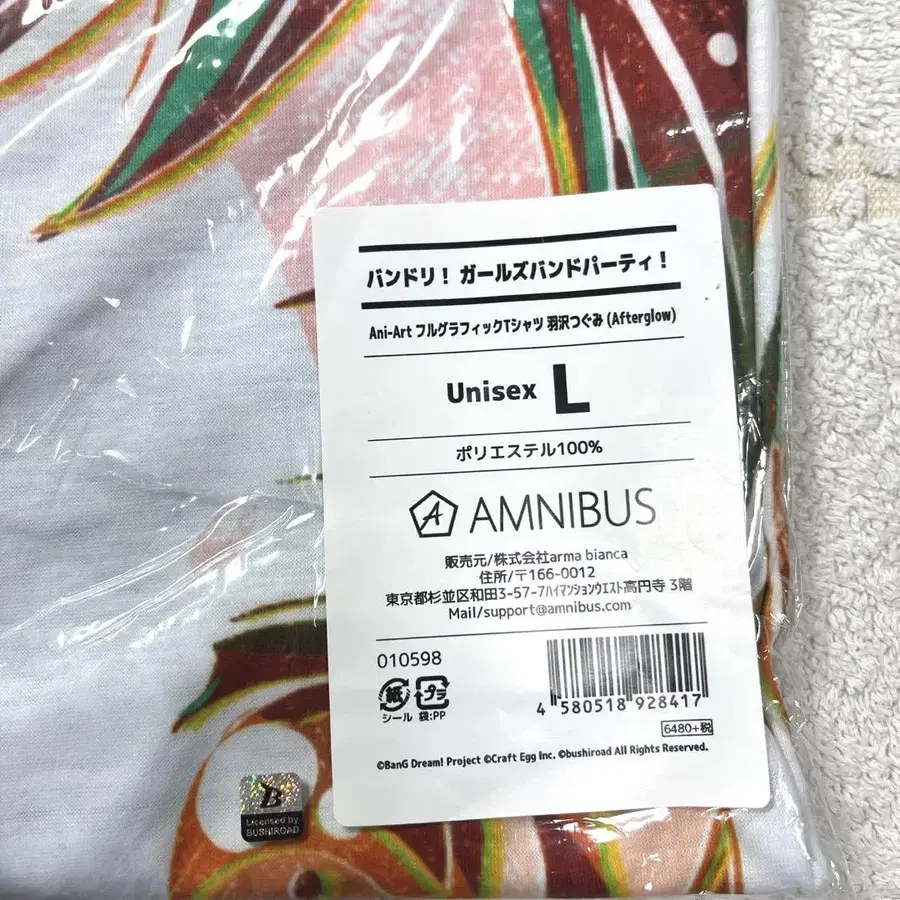 バンドリ！ ガールズバンドパーティ！
Ani-Art フルグラフィックTシャツ 羽沢つぐみ (Afterglow)
Unisex L
ポリエステル100%
A AMNIBUS
販売元/株式会社arma bianca
住所/〒166-0012
東京都杉並区和田3-57-7ﾊｲﾏﾝｼｮﾝｳｴｽﾄ高円寺 3階
Mail/support@amnibus.com
010598
紙 プラ
シール 袋:PP
4 580518 928417
6480+税
©BanG Dream! Project ©Craft Egg Inc. ©bushiroad All Rights Reserved.
B
Licensed by
BUSHIROAD